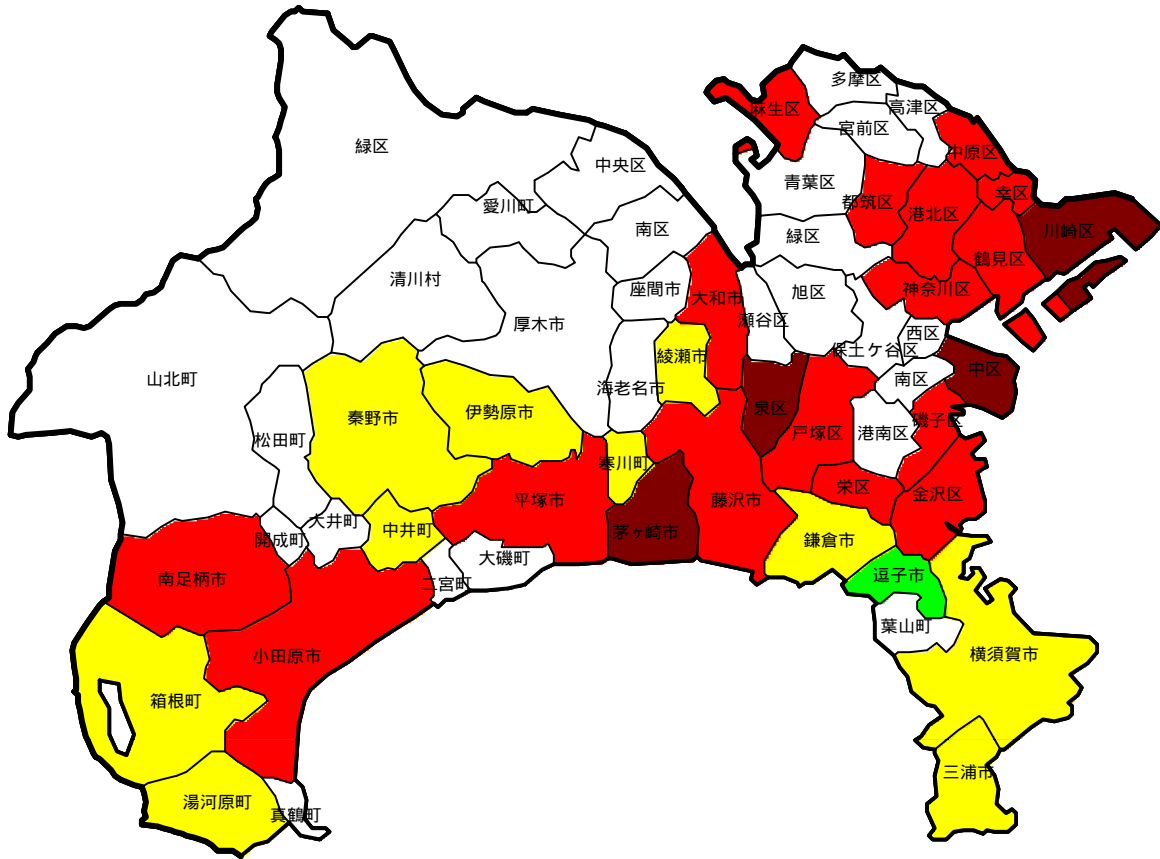 多摩区
高津区
麻生区
宮前区
緑区
中原区
中央区
青葉区
幸区
愛川町
都筑区
港北区
南区
川崎区
緑区
鶴見区
清川村
座間市
大和市
旭区
神奈川区
厚木市
瀬谷区
西区
保土ケ谷区
綾瀬市
中区
山北町
海老名市
南区
秦野市
伊勢原市
泉区
磯子区
松田町
戸塚区
港南区
寒川町
栄区
金沢区
平塚市
藤沢市
大井町
中井町
茅ヶ崎市
開成町
鎌倉市
大磯町
南足柄市
二宮町
逗子市
葉山町
小田原市
横須賀市
箱根町
三浦市
湯河原町
真鶴町